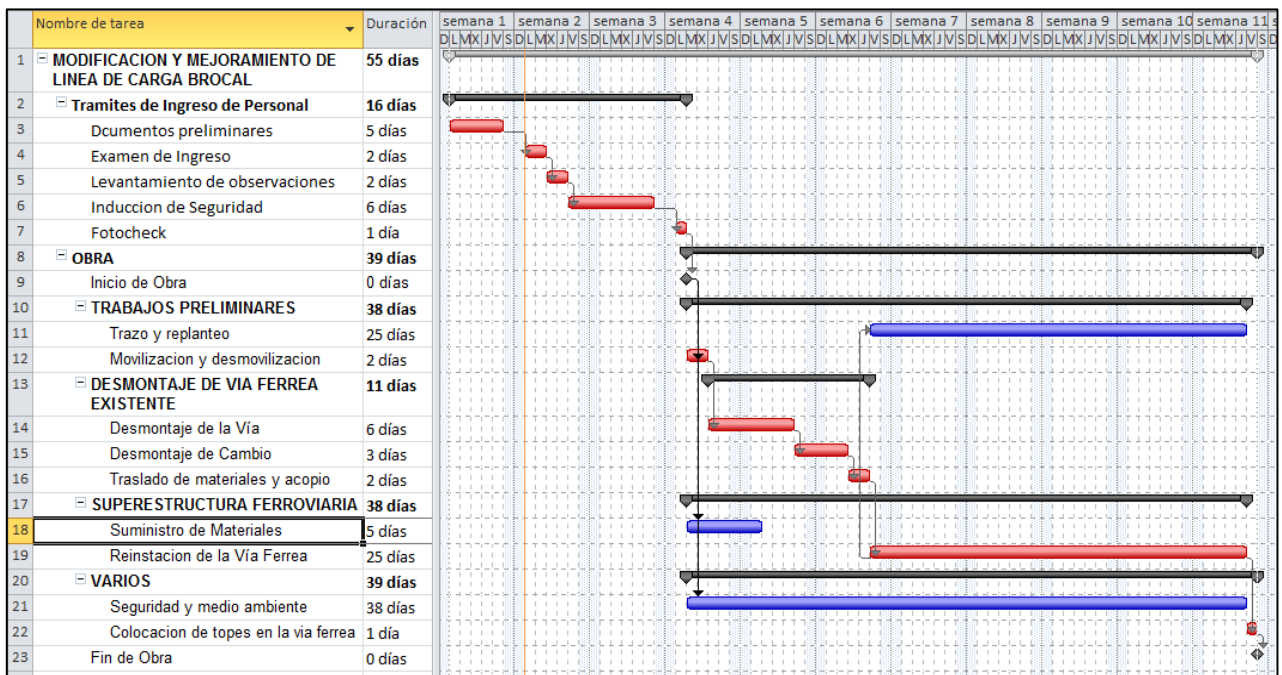 Nombre de tarea Duración semana 1 semana 2 semana 3 semana 4 semana 5 semana 6 semana 7 semana 8 semana 9 semana 10 semana 11 s
D L M X J V S D L M X J V S D L M X J V S D L M X J V S D L M X J V S D L M X J V S D L M X J V S D L M X J V S D L M X J V S D L M X J V S D L M X J V S D
1 MODIFICACION Y MEJORAMIENTO DE 55 días
LINEA DE CARGA BROCAL
2 Tramites de Ingreso de Personal 16 días
3 Dcumentos preliminares 5 días
4 Examen de Ingreso 2 días
5 Levantamiento de observaciones 2 días
6 Induccion de Seguridad 6 días
7 Fotocheck 1 día
8 OBRA 39 días
9 Inicio de Obra 0 días
10 TRABAJOS PRELIMINARES 38 días
11 Trazo y replanteo 25 días
12 Movilizacion y desmovilizacion 2 días
13 DESMONTAJE DE VIA FERREA 11 días
EXISTENTE
14 Desmontaje de la Vía 6 días
15 Desmontaje de Cambio 3 días
16 Traslado de materiales y acopio 2 días
17 SUPERESTRUCTURA FERROVIARIA 38 días
18 Suministro de Materiales 5 días
19 Reinstacion de la Vía Ferrea 25 días
20 VARIOS 39 días
21 Seguridad y medio ambiente 38 días
22 Colocacion de topes en la via ferrea 1 día
23 Fin de Obra 0 días